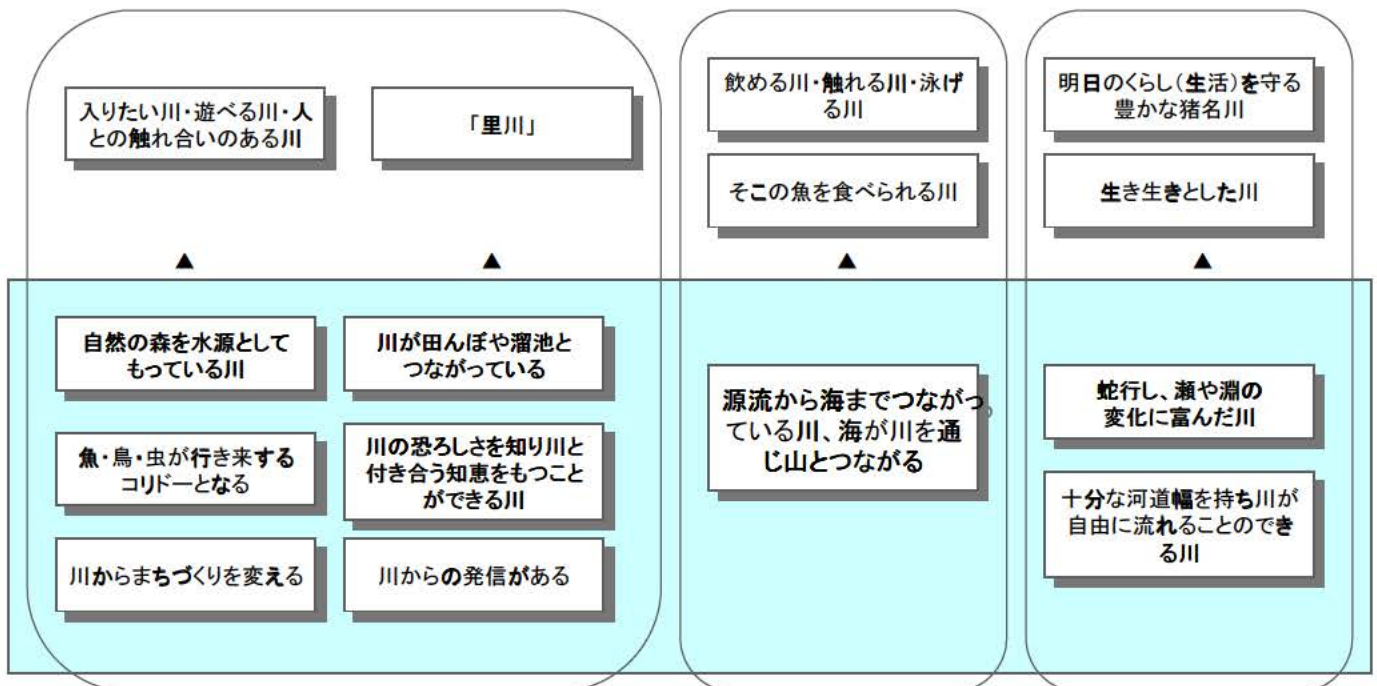 入りたい川・遊べる川・人
との触れ合いのある川
「里川」
飲める川・触れる川・泳げ
る川
そこの魚を食べられる川
明日のくらし(生活)を守る
豊かな猪名川
生き生きとした川
▲
▲
▲
▲
自然の森を水源として
もっている川
川が田んぼや溜池と
つながっている
魚・鳥・虫が行き来する
コリドーとなる
川の恐ろしさを知り川と
付き合う知恵をもつこと
ができる川
川からまちづくりを変える
川からの発信がある
源流から海までつながっ
ている川、海が川を通
じ山とつながる
。
蛇行し、瀬や淵の
変化に富んだ川
十分な河道幅を持ち川が
自由に流れることのでき
る川